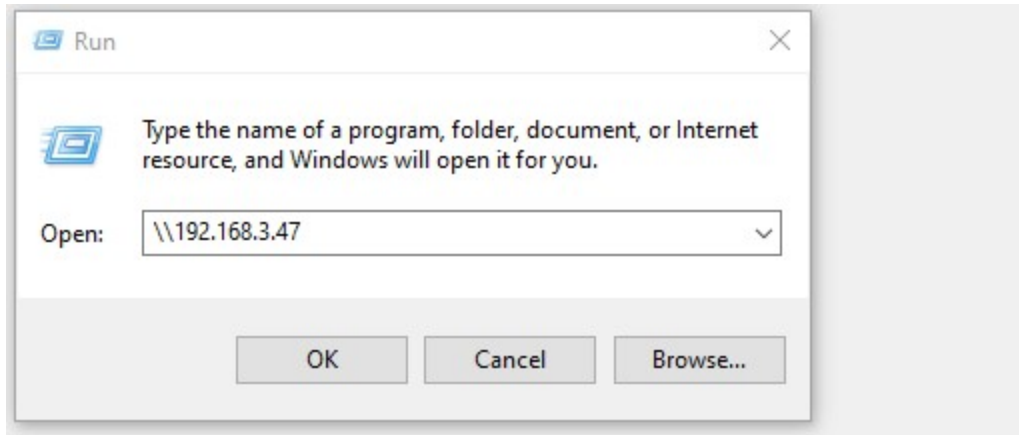 Run
Type the name of a program, folder, document, or Internet
resource, and Windows will open it for you.
Open: \\192.168.3.47
OK Cancel Browse...